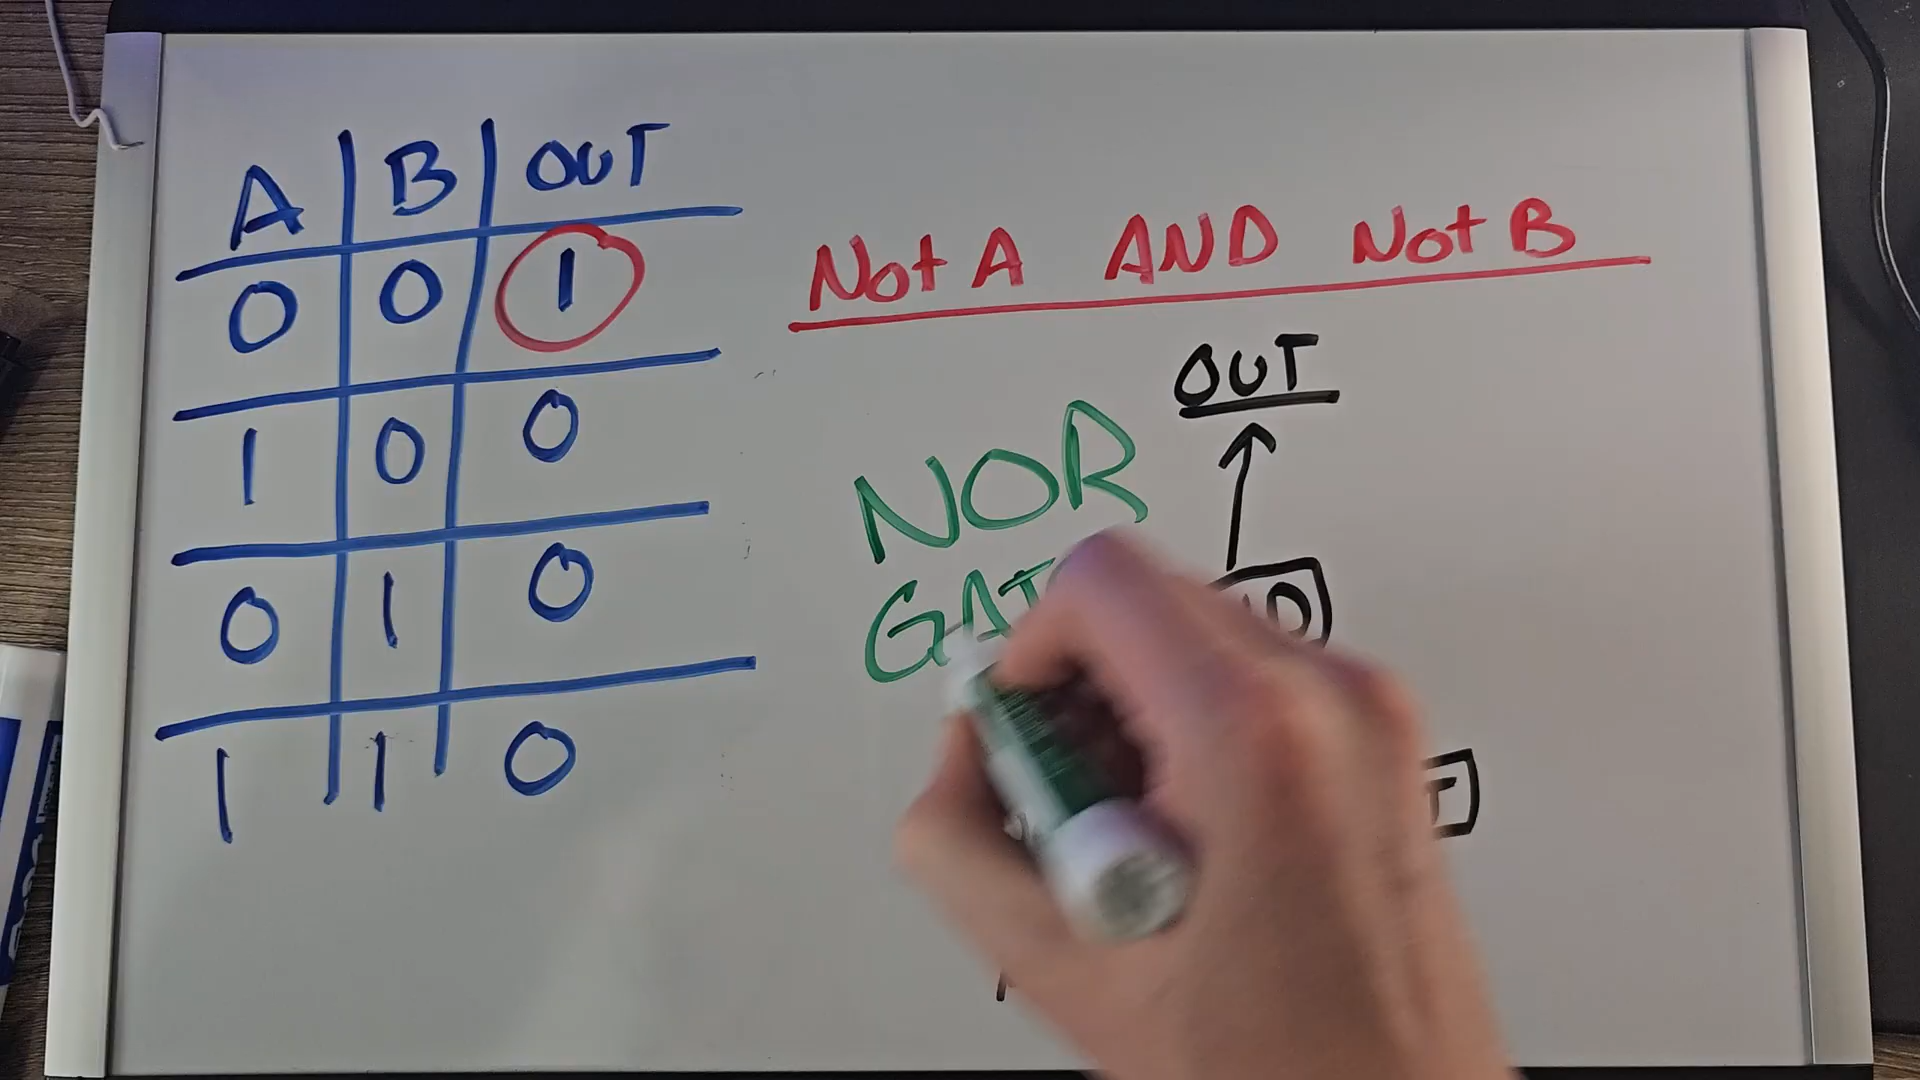 A B OUT
0 0 1
1 0 0
0 1 0
1 1 0
Not A AND Not B
OUT
NOR